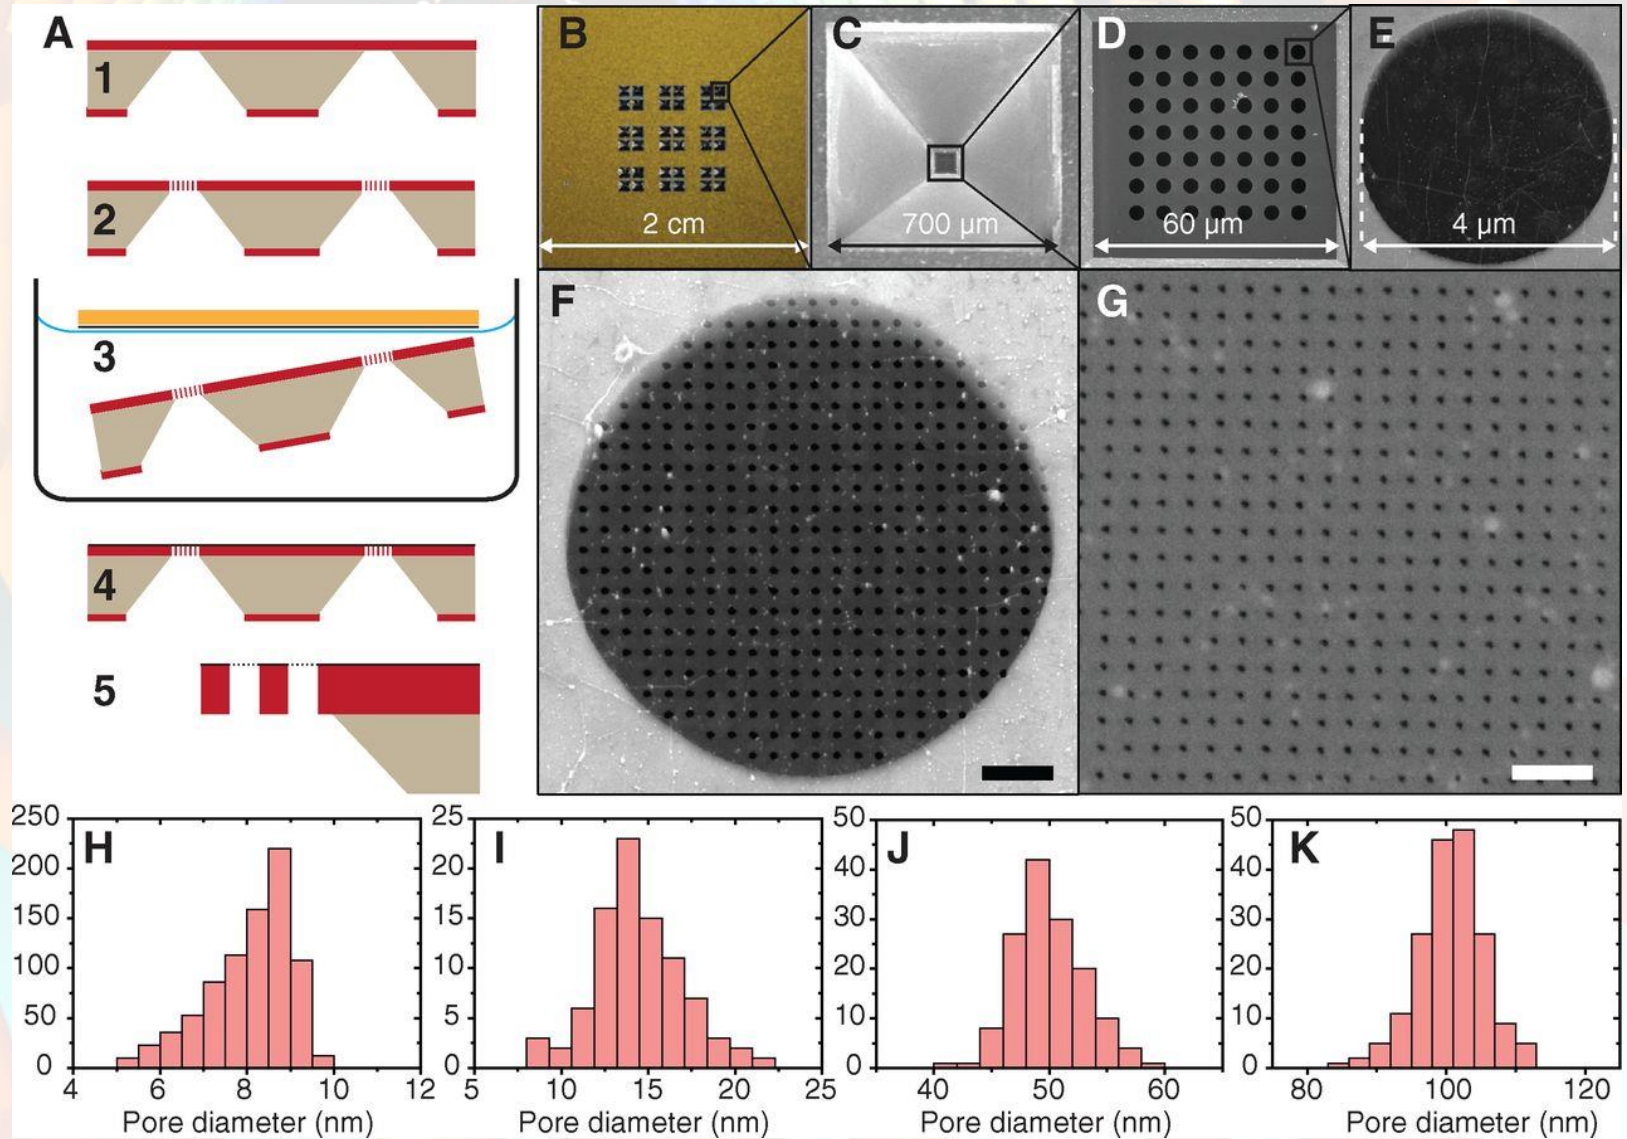 A
1
2
3
4
5
B
2 cm
C
700 µm
D
60 µm
E
4 µm
F
G
H
250
200
150
100
50
0
4 6 8 10 12
Pore diameter (nm)
I
25
20
15
10
5
0
5 10 15 20 25
Pore diameter (nm)
J
50
40
30
20
10
0
40 50 60
Pore diameter (nm)
K
50
40
30
20
10
0
80 100 120
Pore diameter (nm)